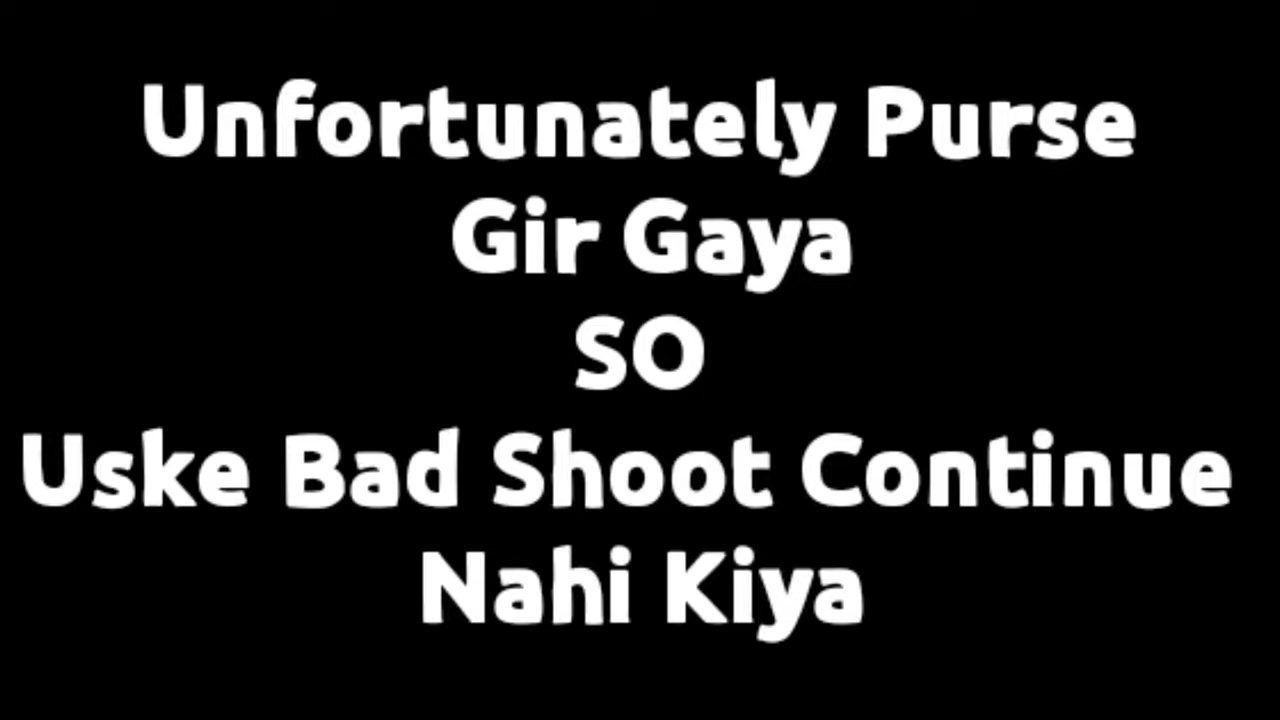 Unfortunately Purse
Gir Gaya
SO
Uske Bad Shoot Continue
Nahi Kiya